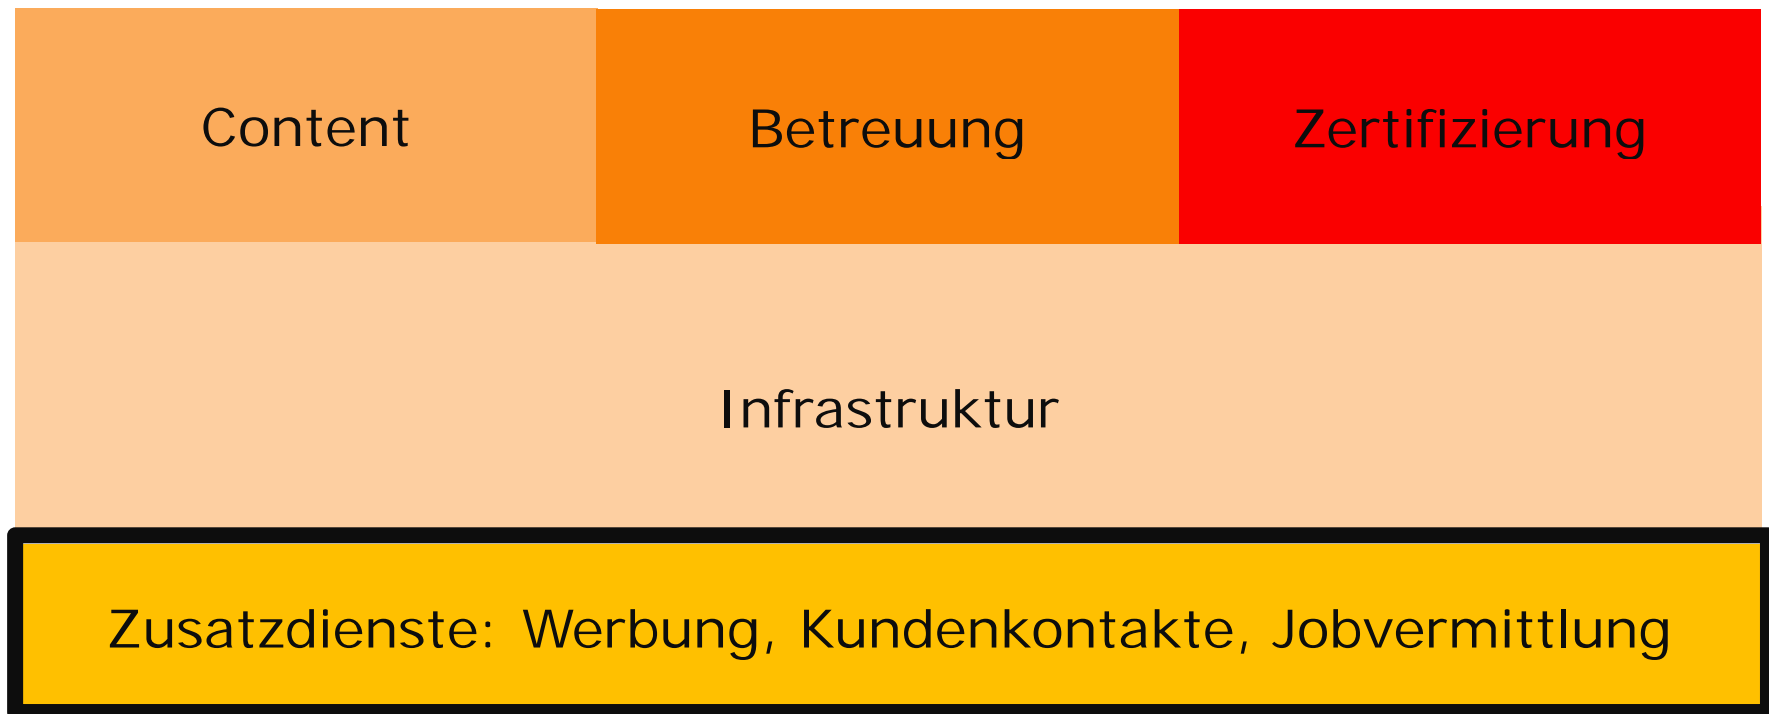 Content
Betreuung
Zertifizierung
Infrastruktur
Zusatzdienste: Werbung, Kundenkontakte, Jobvermittlung